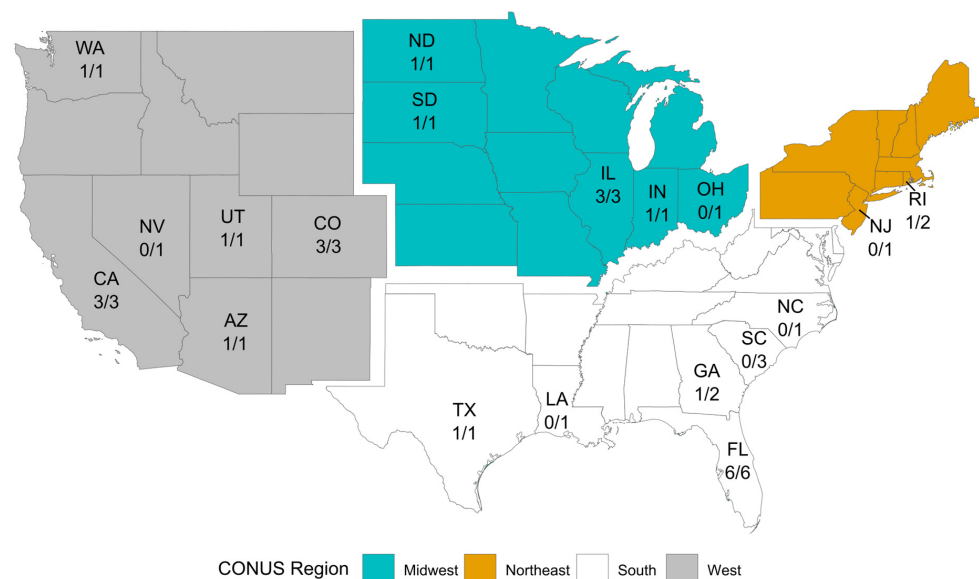 WA
1/1
ND
1/1
SD
1/1
IL
3/3
IN
1/1
OH
0/1
RI
1/2
NJ
0/1
NV
0/1
UT
1/1
CO
3/3
CA
3/3
AZ
1/1
NC
0/1
SC
0/3
GA
1/2
TX
1/1
LA
0/1
FL
6/6
CONUS Region Midwest Northeast South West